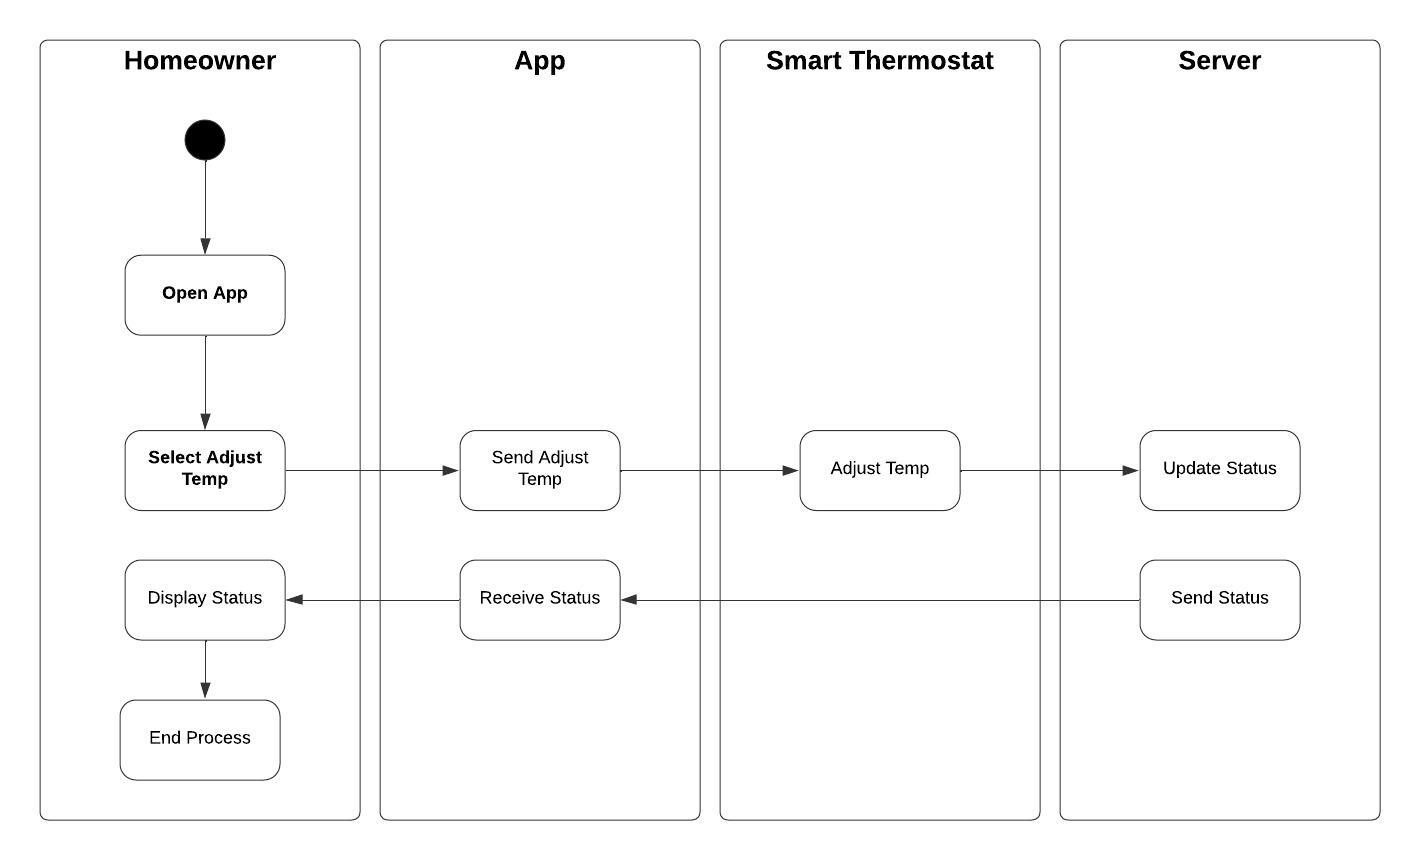 Homeowner
App
Smart Thermostat
Server
Open App
Select Adjust
Temp
Send Adjust
Temp
Adjust Temp
Update Status
Display Status
Receive Status
Send Status
End Process